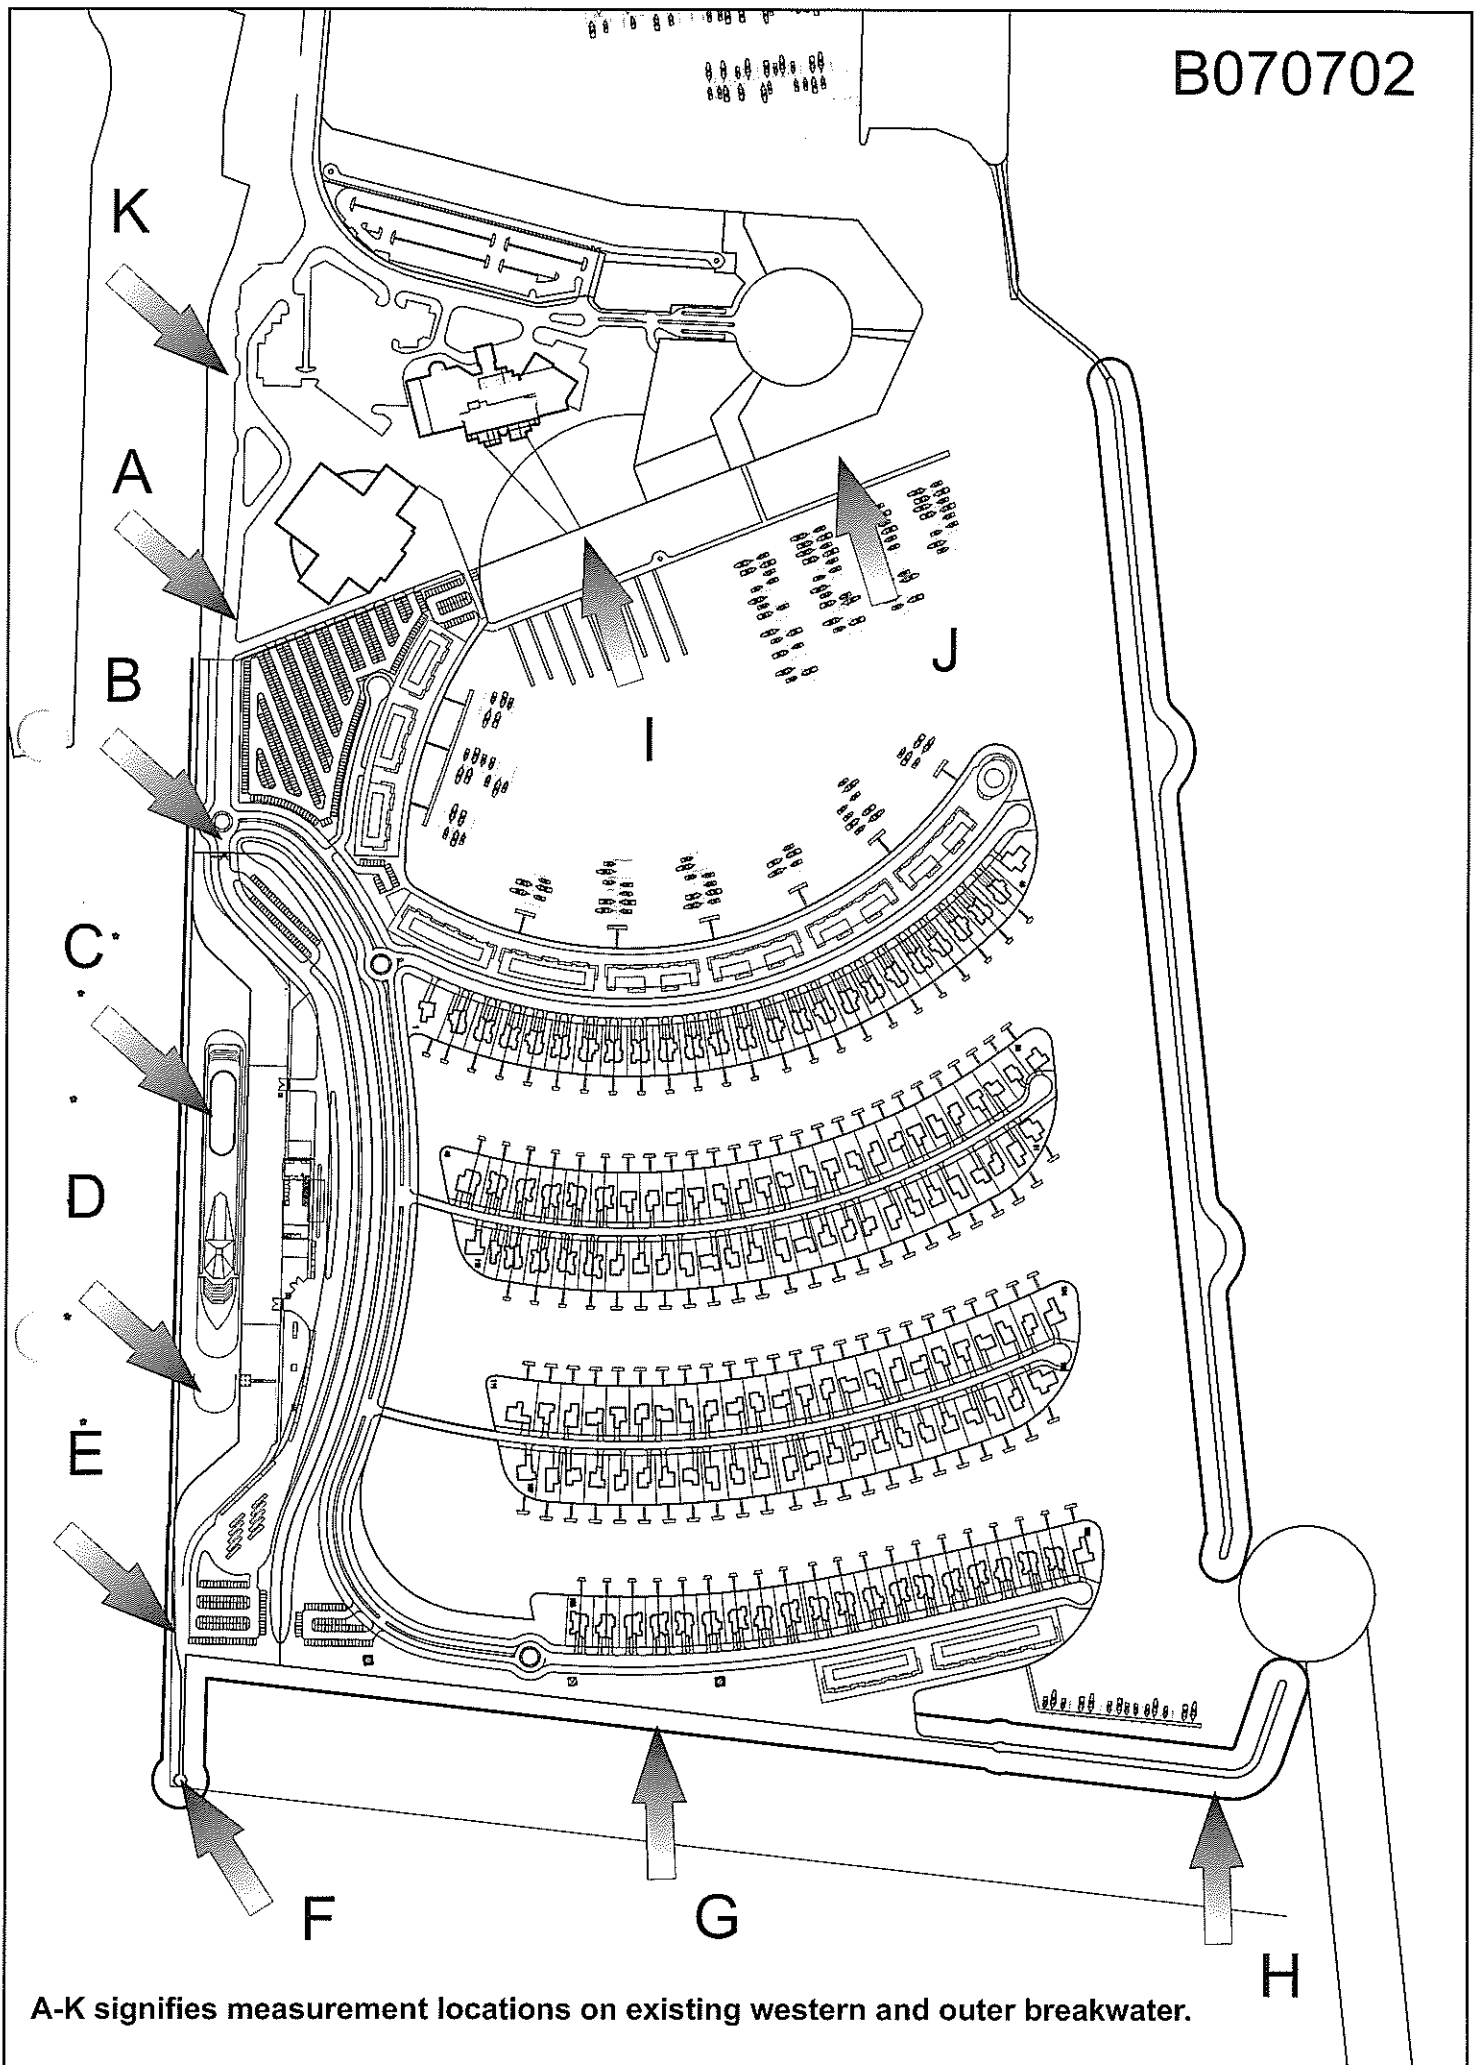 B070702
K
A
B
C
D
E
F
G
H
I
J
A-K signifies measurement locations on existing western and outer breakwater.